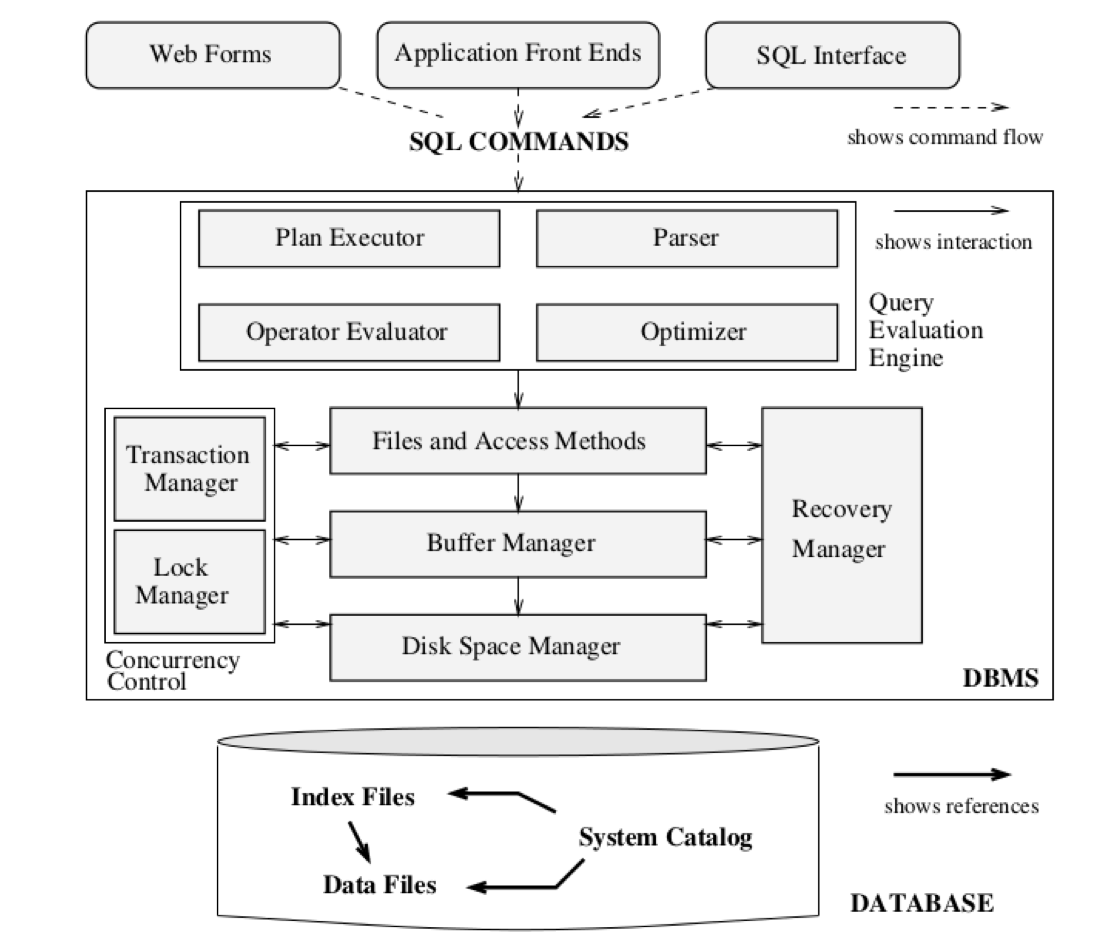 Web Forms
Application Front Ends
SQL Interface
SQL COMMANDS
shows command flow
Plan Executor
Parser
shows interaction
Operator Evaluator
Optimizer
Query
Evaluation
Engine
Transaction
Manager
Files and Access Methods
Recovery
Manager
Buffer Manager
Lock
Manager
Disk Space Manager
Concurrency
Control
DBMS
Index Files
shows references
System Catalog
Data Files
DATABASE